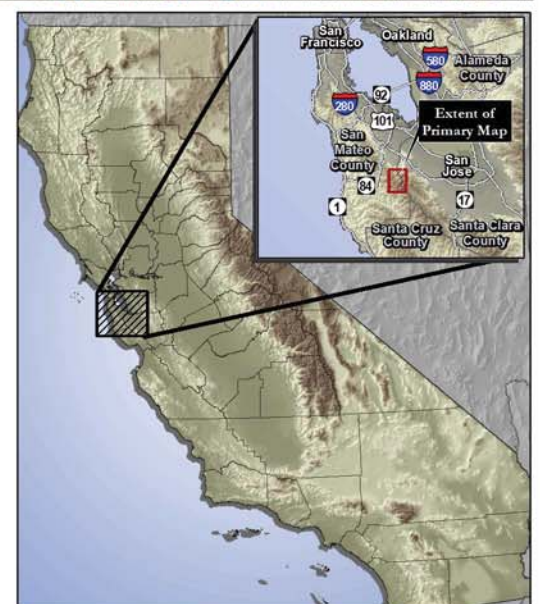 San
Francisco
Oakland
580
Alameda
County
880
92
280
101
Extent of
Primary Map
San
Mateo
County
San
Jose
84
17
1
Santa Cruz
County
Santa Clara
County